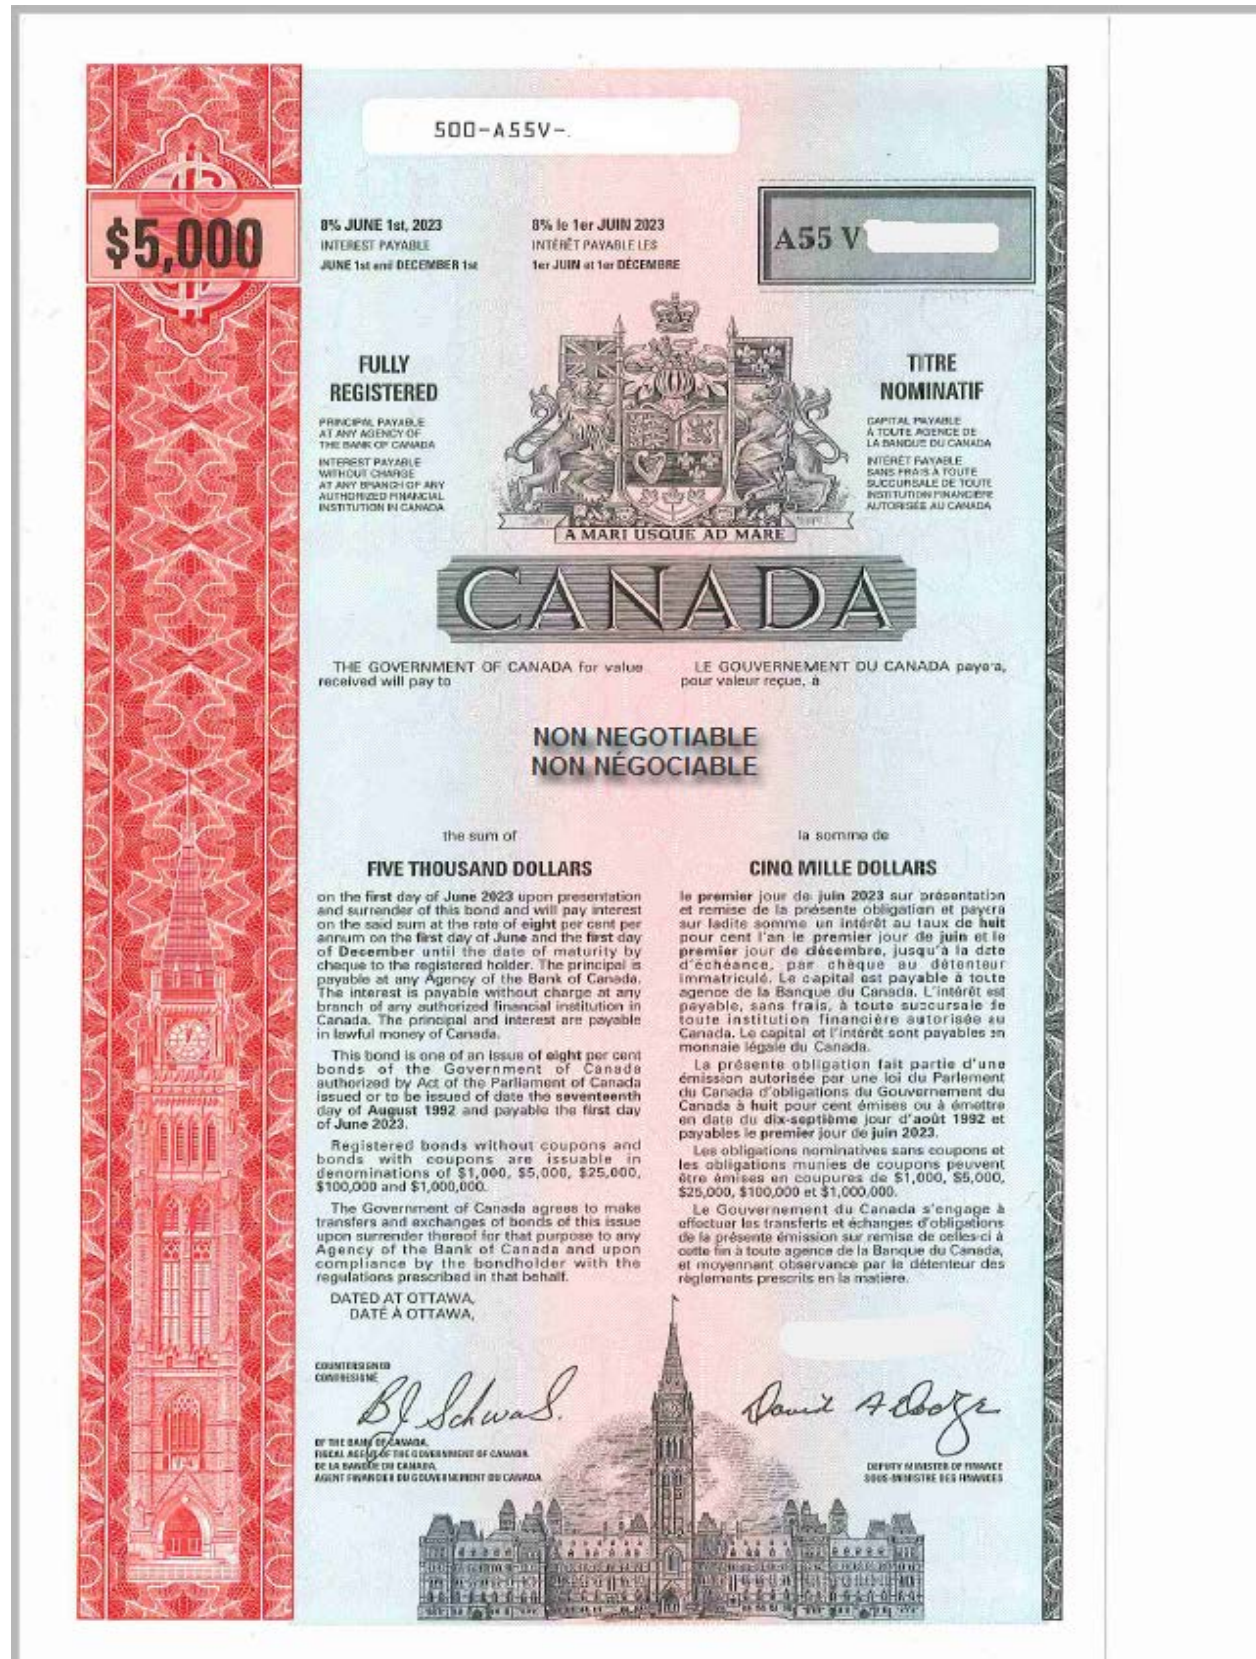 500-A55V-.
$5,000
8% JUNE 1st, 2023
INTEREST PAYABLE
JUNE 1st and DECEMBER 1st
8% le 1er JUIN 2023
INTÉRÊT PAYABLE LES
1er JUIN et 1er DÉCEMBRE
A55 V
FULLY
REGISTERED
PRINCIPAL PAYABLE
AT ANY AGENCY OF
THE BANK OF CANADA
INTEREST PAYABLE
WITHOUT CHARGE
AT ANY BRANCH OF ANY
AUTHORIZED FINANCIAL
INSTITUTION IN CANADA
TITRE
NOMINATIF
CAPITAL PAYABLE
À TOUTE AGENCE DE
LA BANQUE DU CANADA
INTÉRÊT PAYABLE
SANS FRAIS À TOUTE
SUCCURSALE DE TOUTE
INSTITUTION FINANCIÈRE
AUTORISÉE AU CANADA
A MARI USQUE AD MARE
CANADA
THE GOVERNMENT OF CANADA for value
received will pay to
LE GOUVERNEMENT DU CANADA payera,
pour valeur reçue, à
NON NEGOTIABLE
NON NÉGOCIABLE
the sum of
FIVE THOUSAND DOLLARS
on the first day of June 2023 upon presentation
and surrender of this bond and will pay interest
on the said sum at the rate of eight per cent per
annum on the first day of June and the first day
of December until the date of maturity by
cheque to the registered holder. The principal is
payable at any Agency of the Bank of Canada.
The interest is payable without charge at any
branch of any authorized financial institution in
Canada. The principal and interest are payable
in lawful money of Canada.
This bond is one of an issue of eight per cent
bonds of the Government of Canada
authorized by Act of the Parliament of Canada
issued or to be issued of date the seventeenth
day of August 1992 and payable the first day
of June 2023.
Registered bonds without coupons and
bonds with coupons are issuable in
denominations of $1,000, $5,000, $25,000,
$100,000 and $1,000,000.
The Government of Canada agrees to make
transfers and exchanges of bonds of this issue
upon surrender thereof for that purpose to any
Agency of the Bank of Canada and upon
compliance by the bondholder with the
regulations prescribed in that behalf.
la somme de
CINQ MILLE DOLLARS
le premier jour de juin 2023 sur présentation
et remise de la présente obligation et payera
sur ladite somme un intérêt au taux de huit
pour cent l'an le premier jour de juin et le
premier jour de décembre, jusqu'à la date
d'échéance, par chèque au détenteur
immatriculé. Le capital est payable à toute
agence de la Banque du Canada. L'intérêt est
payable, sans frais, à toute succursale de
toute institution financière autorisée au
Canada. Le capital et l'intérêt sont payables en
monnaie légale du Canada.
La présente obligation fait partie d'une
émission autorisée par une loi du Parlement
du Canada d'obligations du Gouvernement du
Canada à huit pour cent émises ou à émettre
en date du dix-septième jour d'août 1992 et
payables le premier jour de juin 2023.
Les obligations nominatives sans coupons et
les obligations munies de coupons peuvent
être émises en coupures de $1,000, $5,000,
$25,000, $100,000 et $1,000,000.
Le Gouvernement du Canada s'engage à
effectuer les transferts et échanges d'obligations
de la présente émission sur remise de celles-ci à
cette fin à toute agence de la Banque du Canada,
et moyennant observance par le détenteur des
règlements prescrits en la matière.
DATED AT OTTAWA,
DATÉ À OTTAWA,
COUNTERSIGNED
CONTRESIGNÉ
David A Dodge
OF THE BANK OF CANADA,
FISCAL AGENT OF THE GOVERNMENT OF CANADA
DE LA BANQUE DU CANADA,
AGENT FINANCIER DU GOUVERNEMENT DU CANADA
DEPUTY MINISTER OF FINANCE
SOUS-MINISTRE DES FINANCES